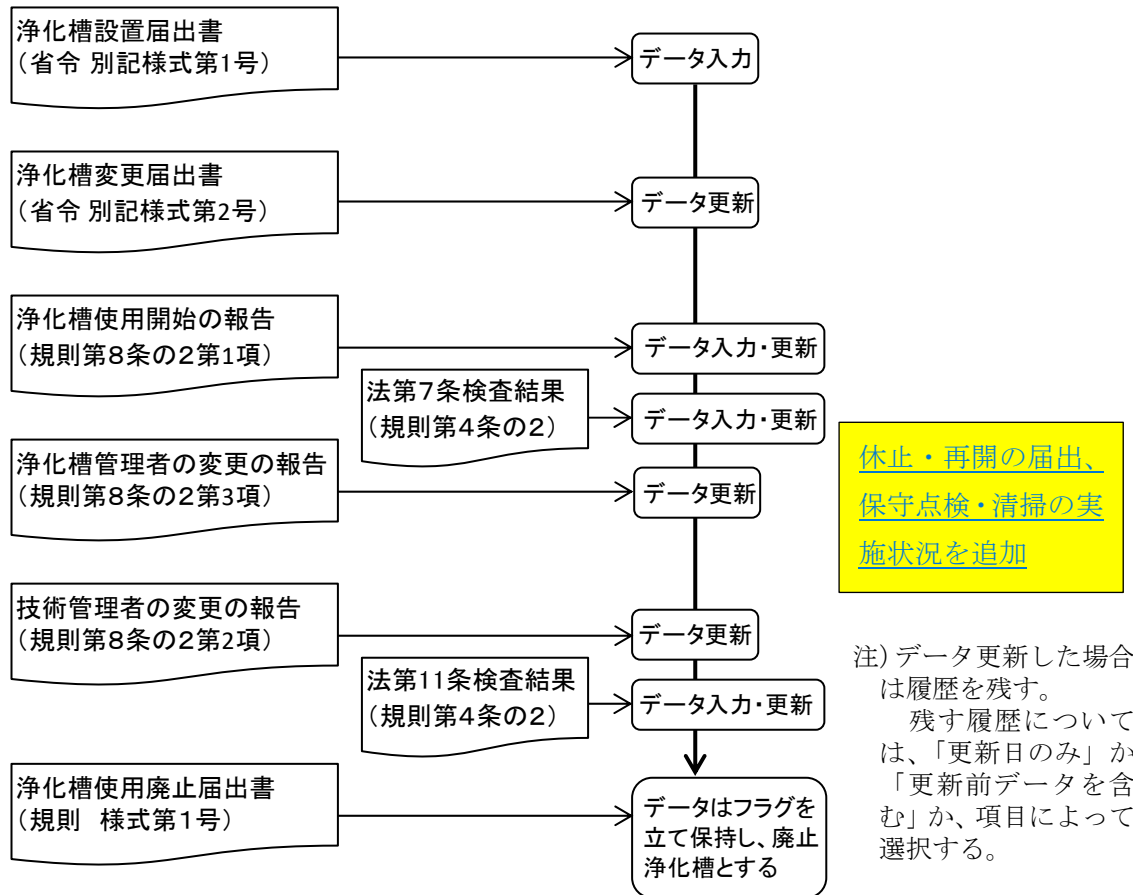 浄化槽設置届出書
（省令 別記様式第1号）
データ入力
浄化槽変更届出書
（省令 別記様式第2号）
データ更新
浄化槽使用開始の報告
（規則第８条の２第1項）
データ入力・更新
法第７条検査結果
（規則第４条の２）
データ入力・更新
浄化槽管理者の変更の報告
（規則第８条の２第3項）
データ更新
休止・再開の届出、
保守点検・清掃の実
施状況を追加
技術管理者の変更の報告
（規則第８条の２第2項）
データ更新
法第11条検査結果
（規則第４条の２）
データ入力・更新
浄化槽使用廃止届出書
（規則　様式第１号）
データはフラグを
立て保持し、廃止
浄化槽とする
注）データ更新した場合
は履歴を残す。
残す履歴について
は、「更新日のみ」か
「更新前データを含
む」か、項目によって
選択する。